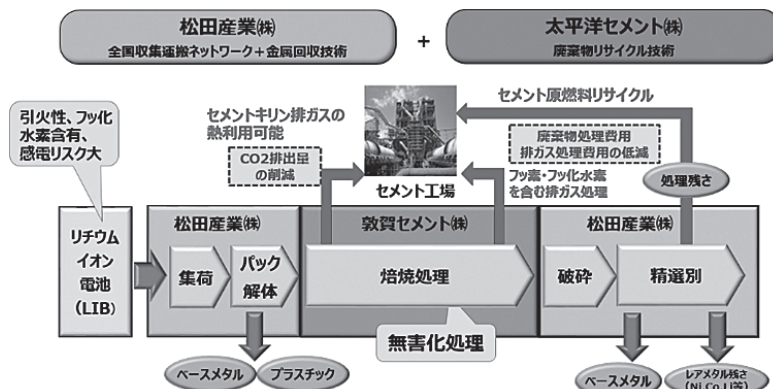 松田産業㈱
全国収集運搬ネットワーク＋金属回収技術
+
太平洋セメント㈱
廃棄物リサイクル技術
引火性、フッ化
水素含有、
感電リスク大
セメントキリン排ガスの
熱利用可能
CO2排出量
の削減
セメント工場
セメント原燃料リサイクル
廃棄物処理費用
排ガス処理費用の低減
フッ素・フッ化水素
を含む排ガス処理
処理残さ
リチウム
イオン
電池
（LIB）
松田産業㈱
集荷
パック
解体
敦賀セメント㈱
焙焼処理
松田産業㈱
破砕
精選別
無害化処理
ベースメタル
プラスチック
ベースメタル
レアメタル残さ
(Ni,Co,Li等)